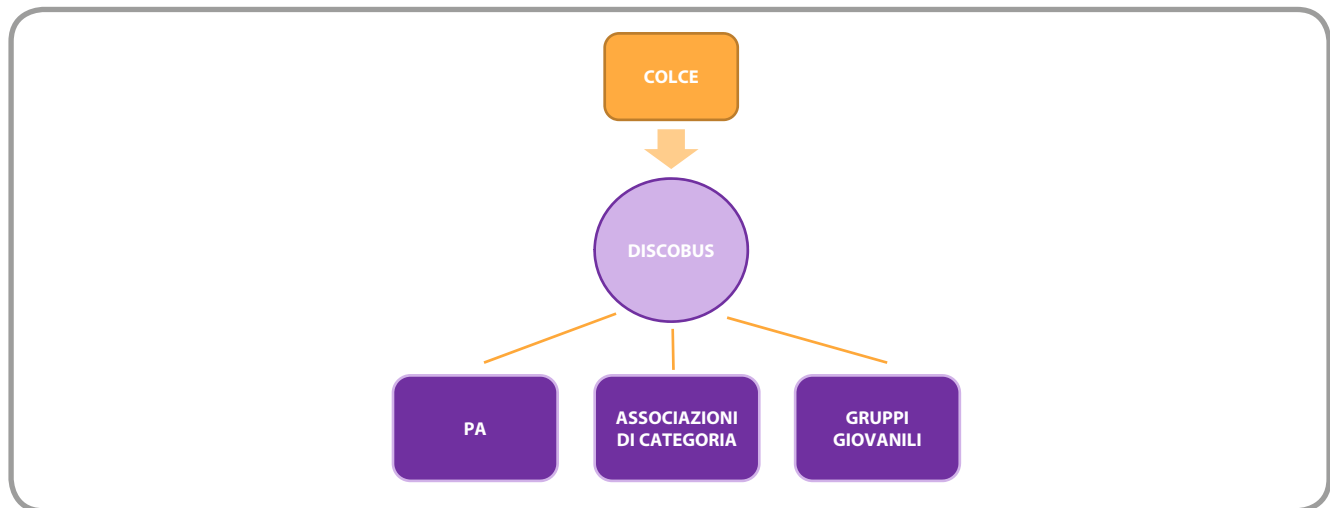 COLCE
DISCOBUS
PA
ASSOCIAZIONI
DI CATEGORIA
GRUPPI
GIOVANILI